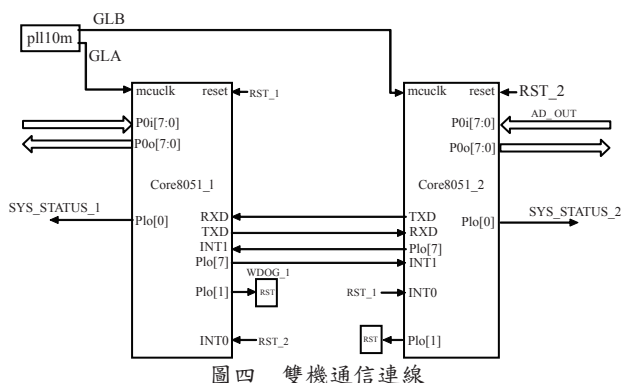 GLB
pll10m
GLA
mcuclk reset RST_1
P0i[7:0]
P0o[7:0]
Core8051_1
SYS_STATUS_1
Plo[0]
RXD
TXD
INT1
Plo[7]
WDOG_1
Plo[1] RST
INT0 RST_2
mcuclk reset RST_2
AD_OUT
P0i[7:0]
P0o[7:0]
Core8051_2
Plo[0] SYS_STATUS_2
TXD
RXD
Plo[7]
INT1
RST_1 INT0
RST Plo[1]
圖四 雙機通信連線